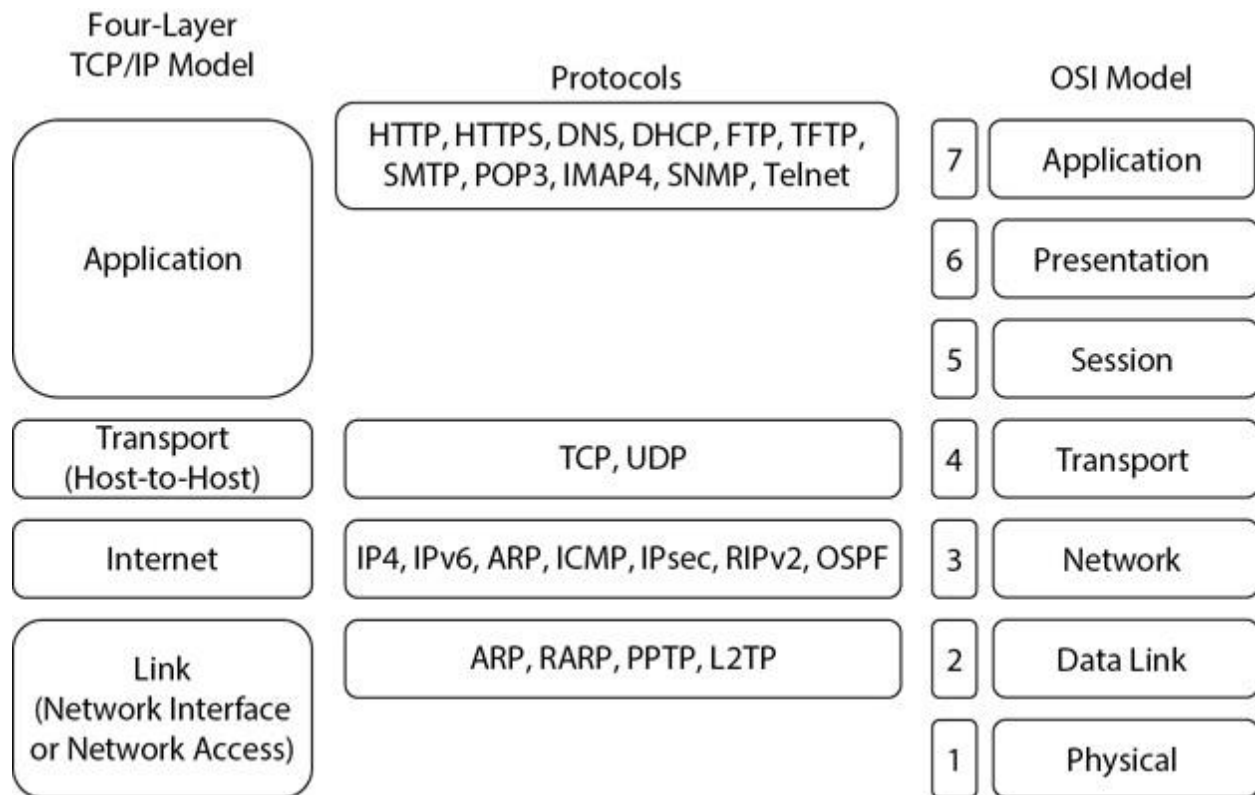 Four-Layer
TCP/IP Model
Protocols
OSI Model
HTTP, HTTPS, DNS, DHCP, FTP, TFTP,
SMTP, POP3, IMAP4, SNMP, Telnet
7
Application
Application
6
Presentation
5
Session
Transport
(Host-to-Host)
TCP, UDP
4
Transport
Internet
IP4, IPv6, ARP, ICMP, IPsec, RIPv2, OSPF
3
Network
Link
(Network Interface
or Network Access)
ARP, RARP, PPTP, L2TP
2
Data Link
1
Physical